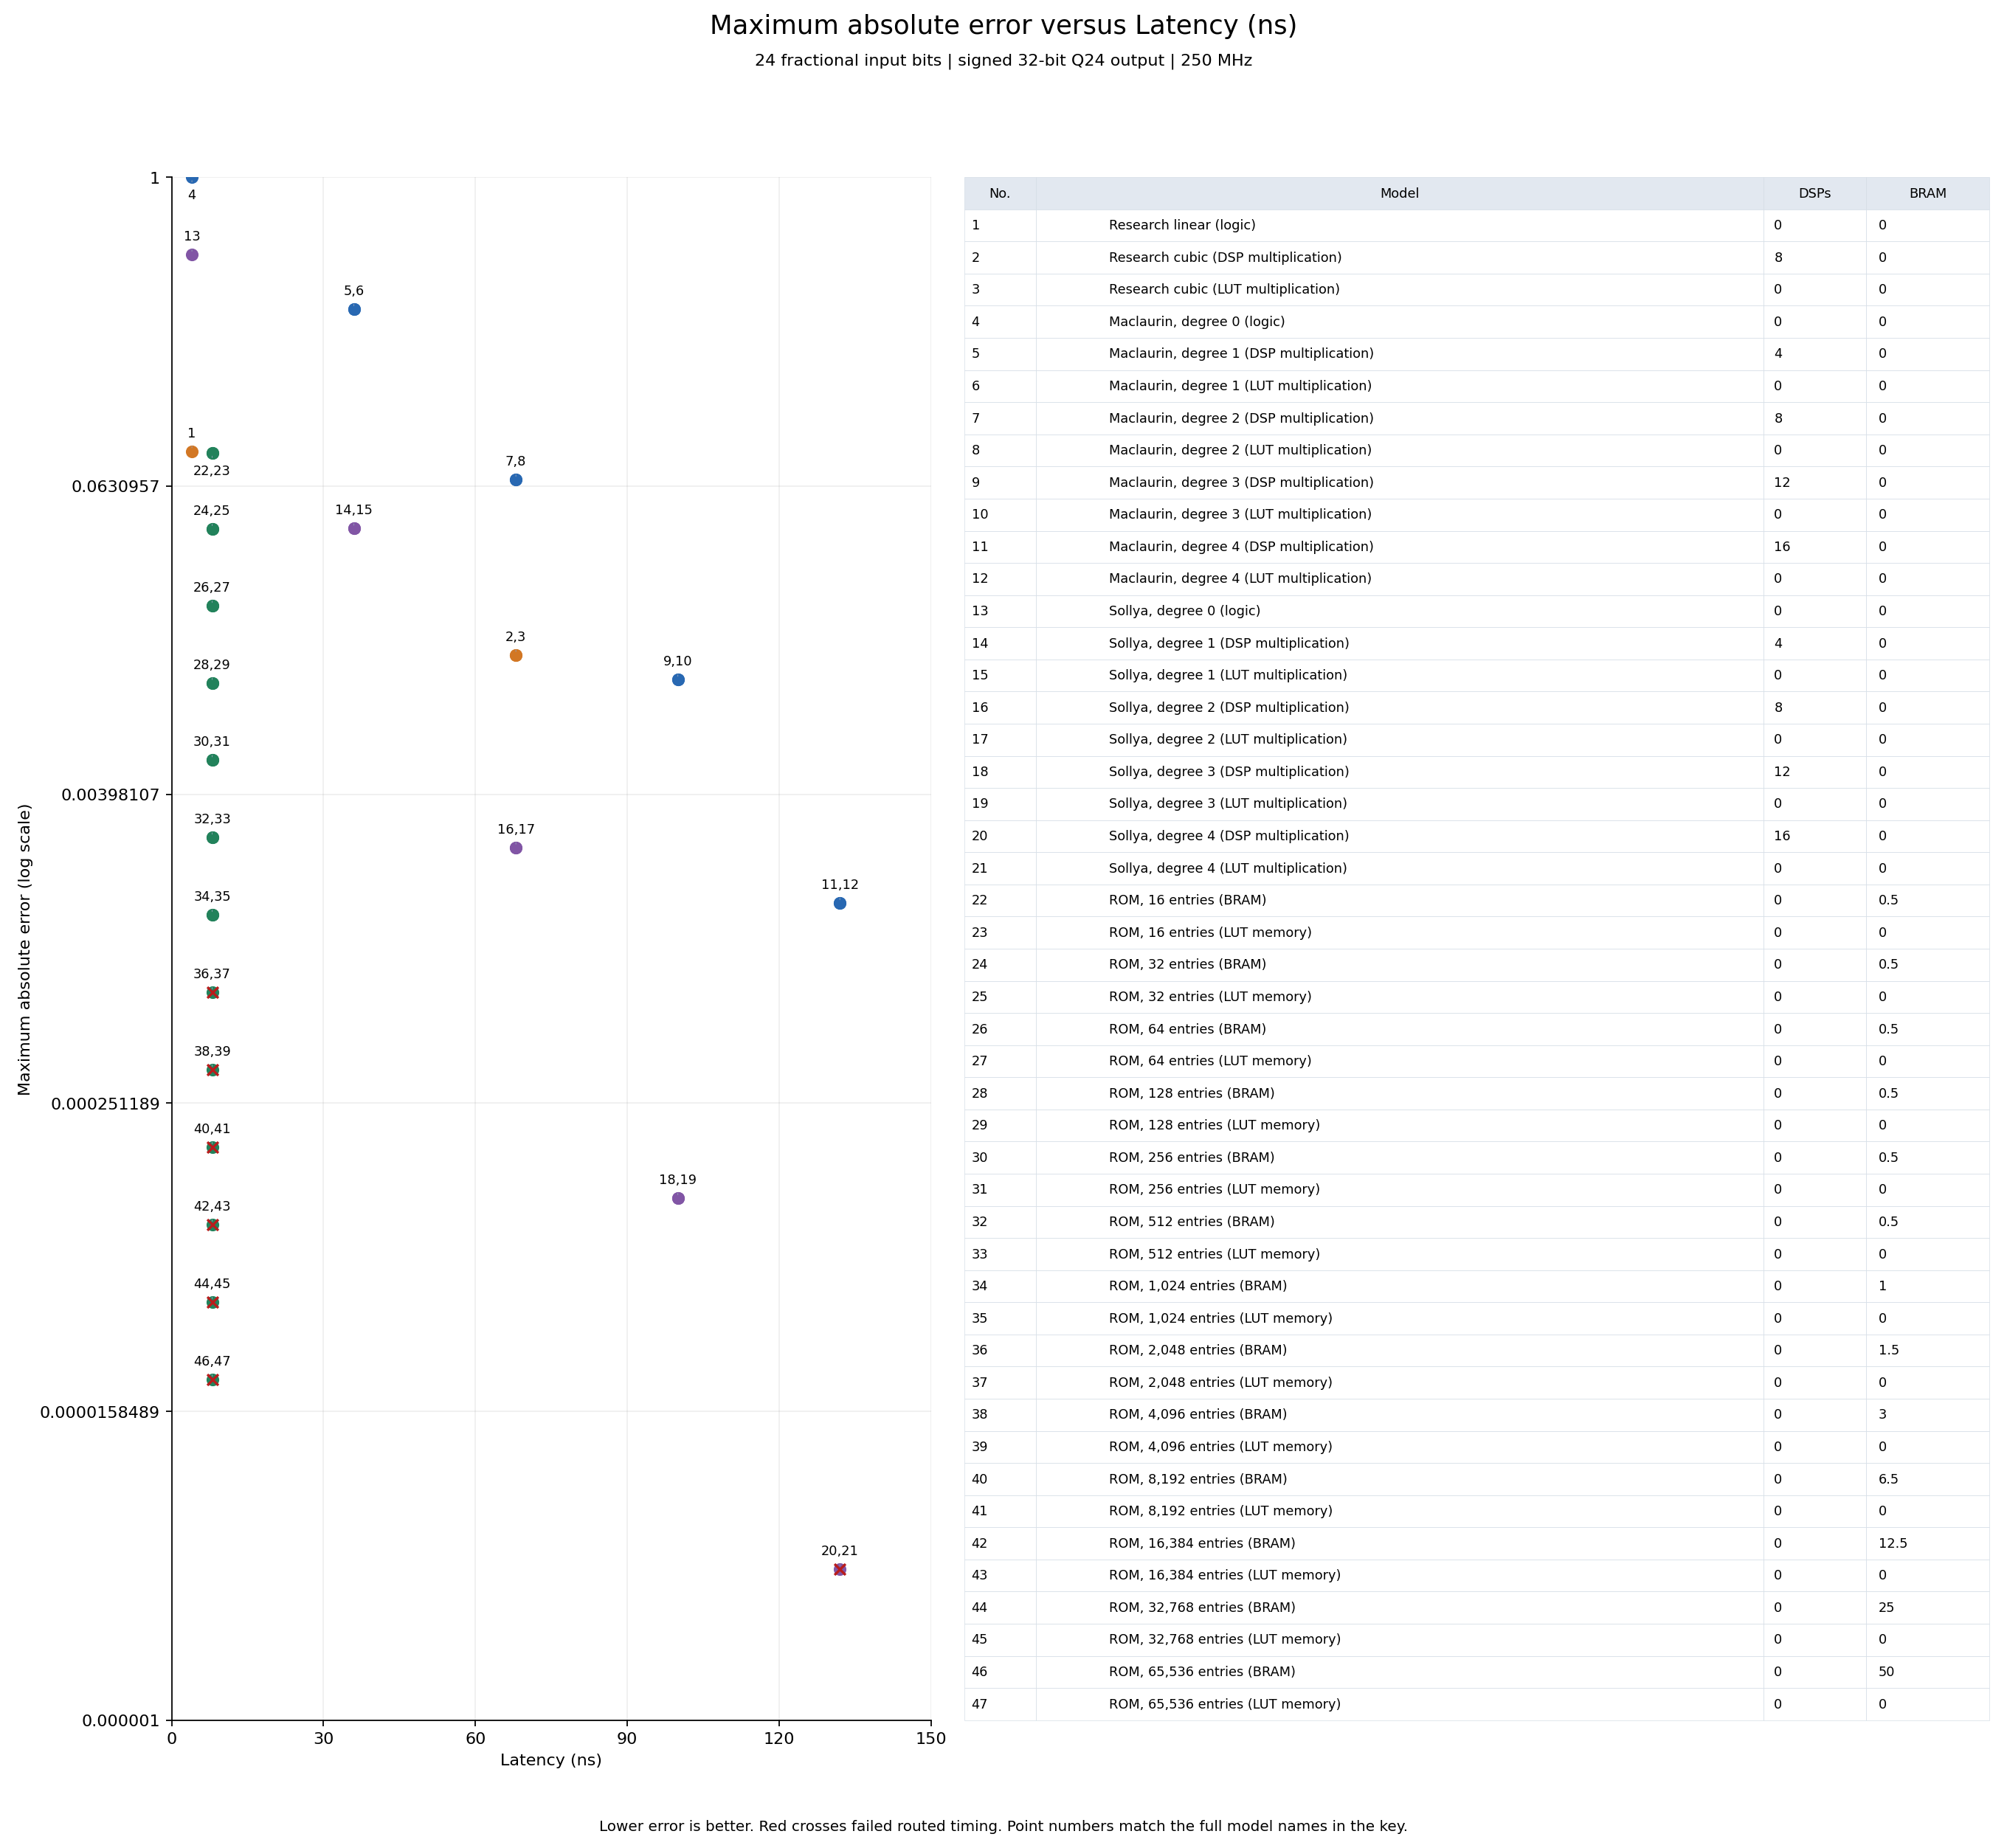 Maximum absolute error versus Latency (ns)
24 fractional input bits | signed 32-bit Q24 output | 250 MHz
Maximum absolute error (log scale)
1
0.0630957
0.00398107
0.000251189
0.0000158489
0.000001
4
13
5,6
1
22,23
7,8
24,25
14,15
26,27
2,3
28,29
9,10
30,31
32,33
16,17
34,35
11,12
36,37
38,39
40,41
42,43
18,19
44,45
46,47
20,21
0 30 60 90 120 150
Latency (ns)
No. Model DSPs BRAM
1 Research linear (logic) 0 0
2 Research cubic (DSP multiplication) 8 0
3 Research cubic (LUT multiplication) 0 0
4 Maclaurin, degree 0 (logic) 0 0
5 Maclaurin, degree 1 (DSP multiplication) 4 0
6 Maclaurin, degree 1 (LUT multiplication) 0 0
7 Maclaurin, degree 2 (DSP multiplication) 8 0
8 Maclaurin, degree 2 (LUT multiplication) 0 0
9 Maclaurin, degree 3 (DSP multiplication) 12 0
10 Maclaurin, degree 3 (LUT multiplication) 0 0
11 Maclaurin, degree 4 (DSP multiplication) 16 0
12 Maclaurin, degree 4 (LUT multiplication) 0 0
13 Sollya, degree 0 (logic) 0 0
14 Sollya, degree 1 (DSP multiplication) 4 0
15 Sollya, degree 1 (LUT multiplication) 0 0
16 Sollya, degree 2 (DSP multiplication) 8 0
17 Sollya, degree 2 (LUT multiplication) 0 0
18 Sollya, degree 3 (DSP multiplication) 12 0
19 Sollya, degree 3 (LUT multiplication) 0 0
20 Sollya, degree 4 (DSP multiplication) 16 0
21 Sollya, degree 4 (LUT multiplication) 0 0
22 ROM, 16 entries (BRAM) 0 0.5
23 ROM, 16 entries (LUT memory) 0 0
24 ROM, 32 entries (BRAM) 0 0.5
25 ROM, 32 entries (LUT memory) 0 0
26 ROM, 64 entries (BRAM) 0 0.5
27 ROM, 64 entries (LUT memory) 0 0
28 ROM, 128 entries (BRAM) 0 0.5
29 ROM, 128 entries (LUT memory) 0 0
30 ROM, 256 entries (BRAM) 0 0.5
31 ROM, 256 entries (LUT memory) 0 0
32 ROM, 512 entries (BRAM) 0 0.5
33 ROM, 512 entries (LUT memory) 0 0
34 ROM, 1,024 entries (BRAM) 0 1
35 ROM, 1,024 entries (LUT memory) 0 0
36 ROM, 2,048 entries (BRAM) 0 1.5
37 ROM, 2,048 entries (LUT memory) 0 0
38 ROM, 4,096 entries (BRAM) 0 3
39 ROM, 4,096 entries (LUT memory) 0 0
40 ROM, 8,192 entries (BRAM) 0 6.5
41 ROM, 8,192 entries (LUT memory) 0 0
42 ROM, 16,384 entries (BRAM) 0 12.5
43 ROM, 16,384 entries (LUT memory) 0 0
44 ROM, 32,768 entries (BRAM) 0 25
45 ROM, 32,768 entries (LUT memory) 0 0
46 ROM, 65,536 entries (BRAM) 0 50
47 ROM, 65,536 entries (LUT memory) 0 0
Lower error is better. Red crosses failed routed timing. Point numbers match the full model names in the key.